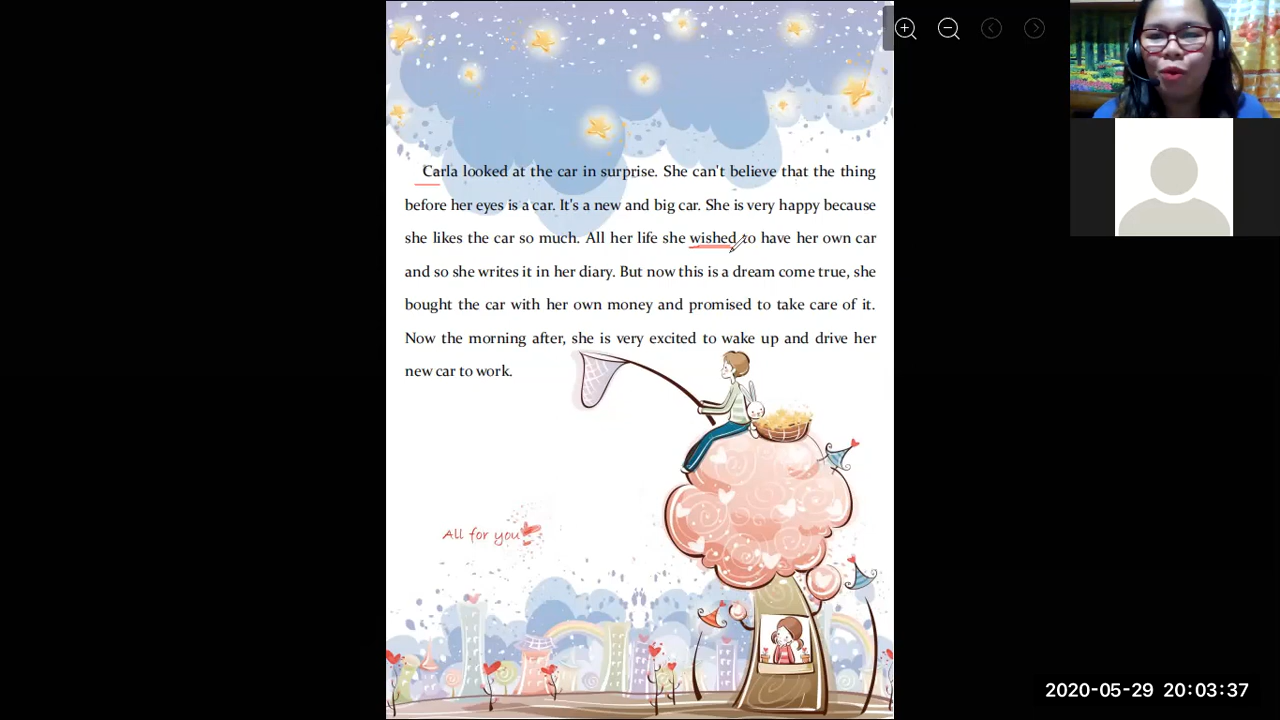 Carla looked at the car in surprise. She can't believe that the thing
before her eyes is a car. It's a new and big car. She is very happy because
she likes the car so much. All her life she wished to have her own car
and so she writes it in her diary. But now this is a dream come true, she
bought the car with her own money and promised to take care of it.
Now the morning after, she is very excited to wake up and drive her
new car to work.
All for you
2020-05-29 20:03:37